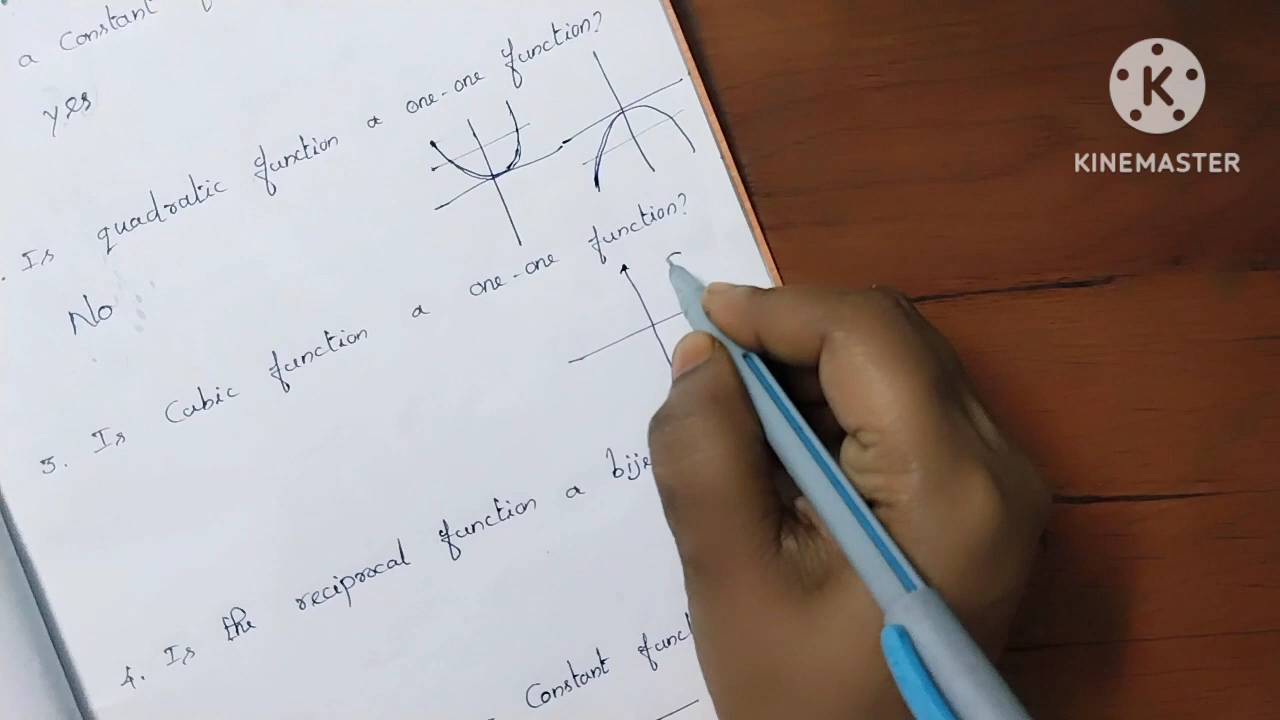 a Constant
yes
. Is quadratic function a one-one function?
No
3. Is Cubic function a one-one function?
4. Is the reciprocal function a bije
Constant funct
K
KINEMASTER